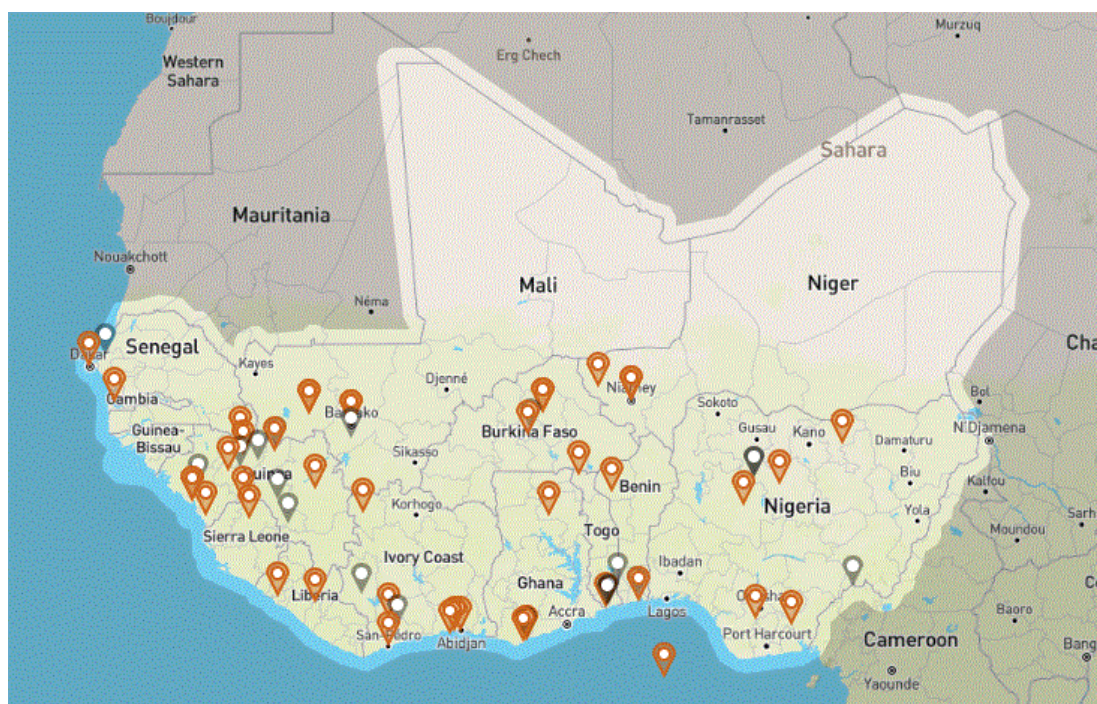 Boujdour
Murzuq
Erg Chech
Western
Sahara
Tamanrasset
Sahara
Mauritania
Nouakchott
Mali
Niger
Néma
Dakar
Senegal
Cha
Kayes
Djenné
Niamey
Bol
Gambia
Bamako
Sokoto
N'Djamena
Guinea-
Bissau
Burkina Faso
Gusau
Kano
Damaturu
Sikasso
Biu
Guinea
Benin
Kalfou
Korhogo
Nigeria
Yola
Sarh
Sierra Leone
Togo
Moundou
Ivory Coast
Ibadan
Ghana
Liberia
Accra
Lagos
Baoro
San-Pédro
Abidjan
Port Harcourt
Cameroon
Bang
Yaounde